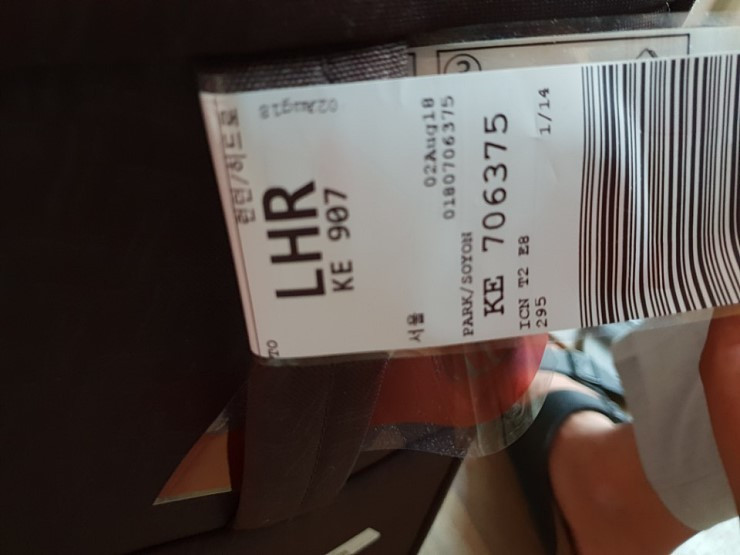 런던/히드로
02Aug18
TO
LHR
KE 907
02Aug18
0180706375
서울
PARK/SOYON
KE 706375
1/14
ICN T2 E8
295